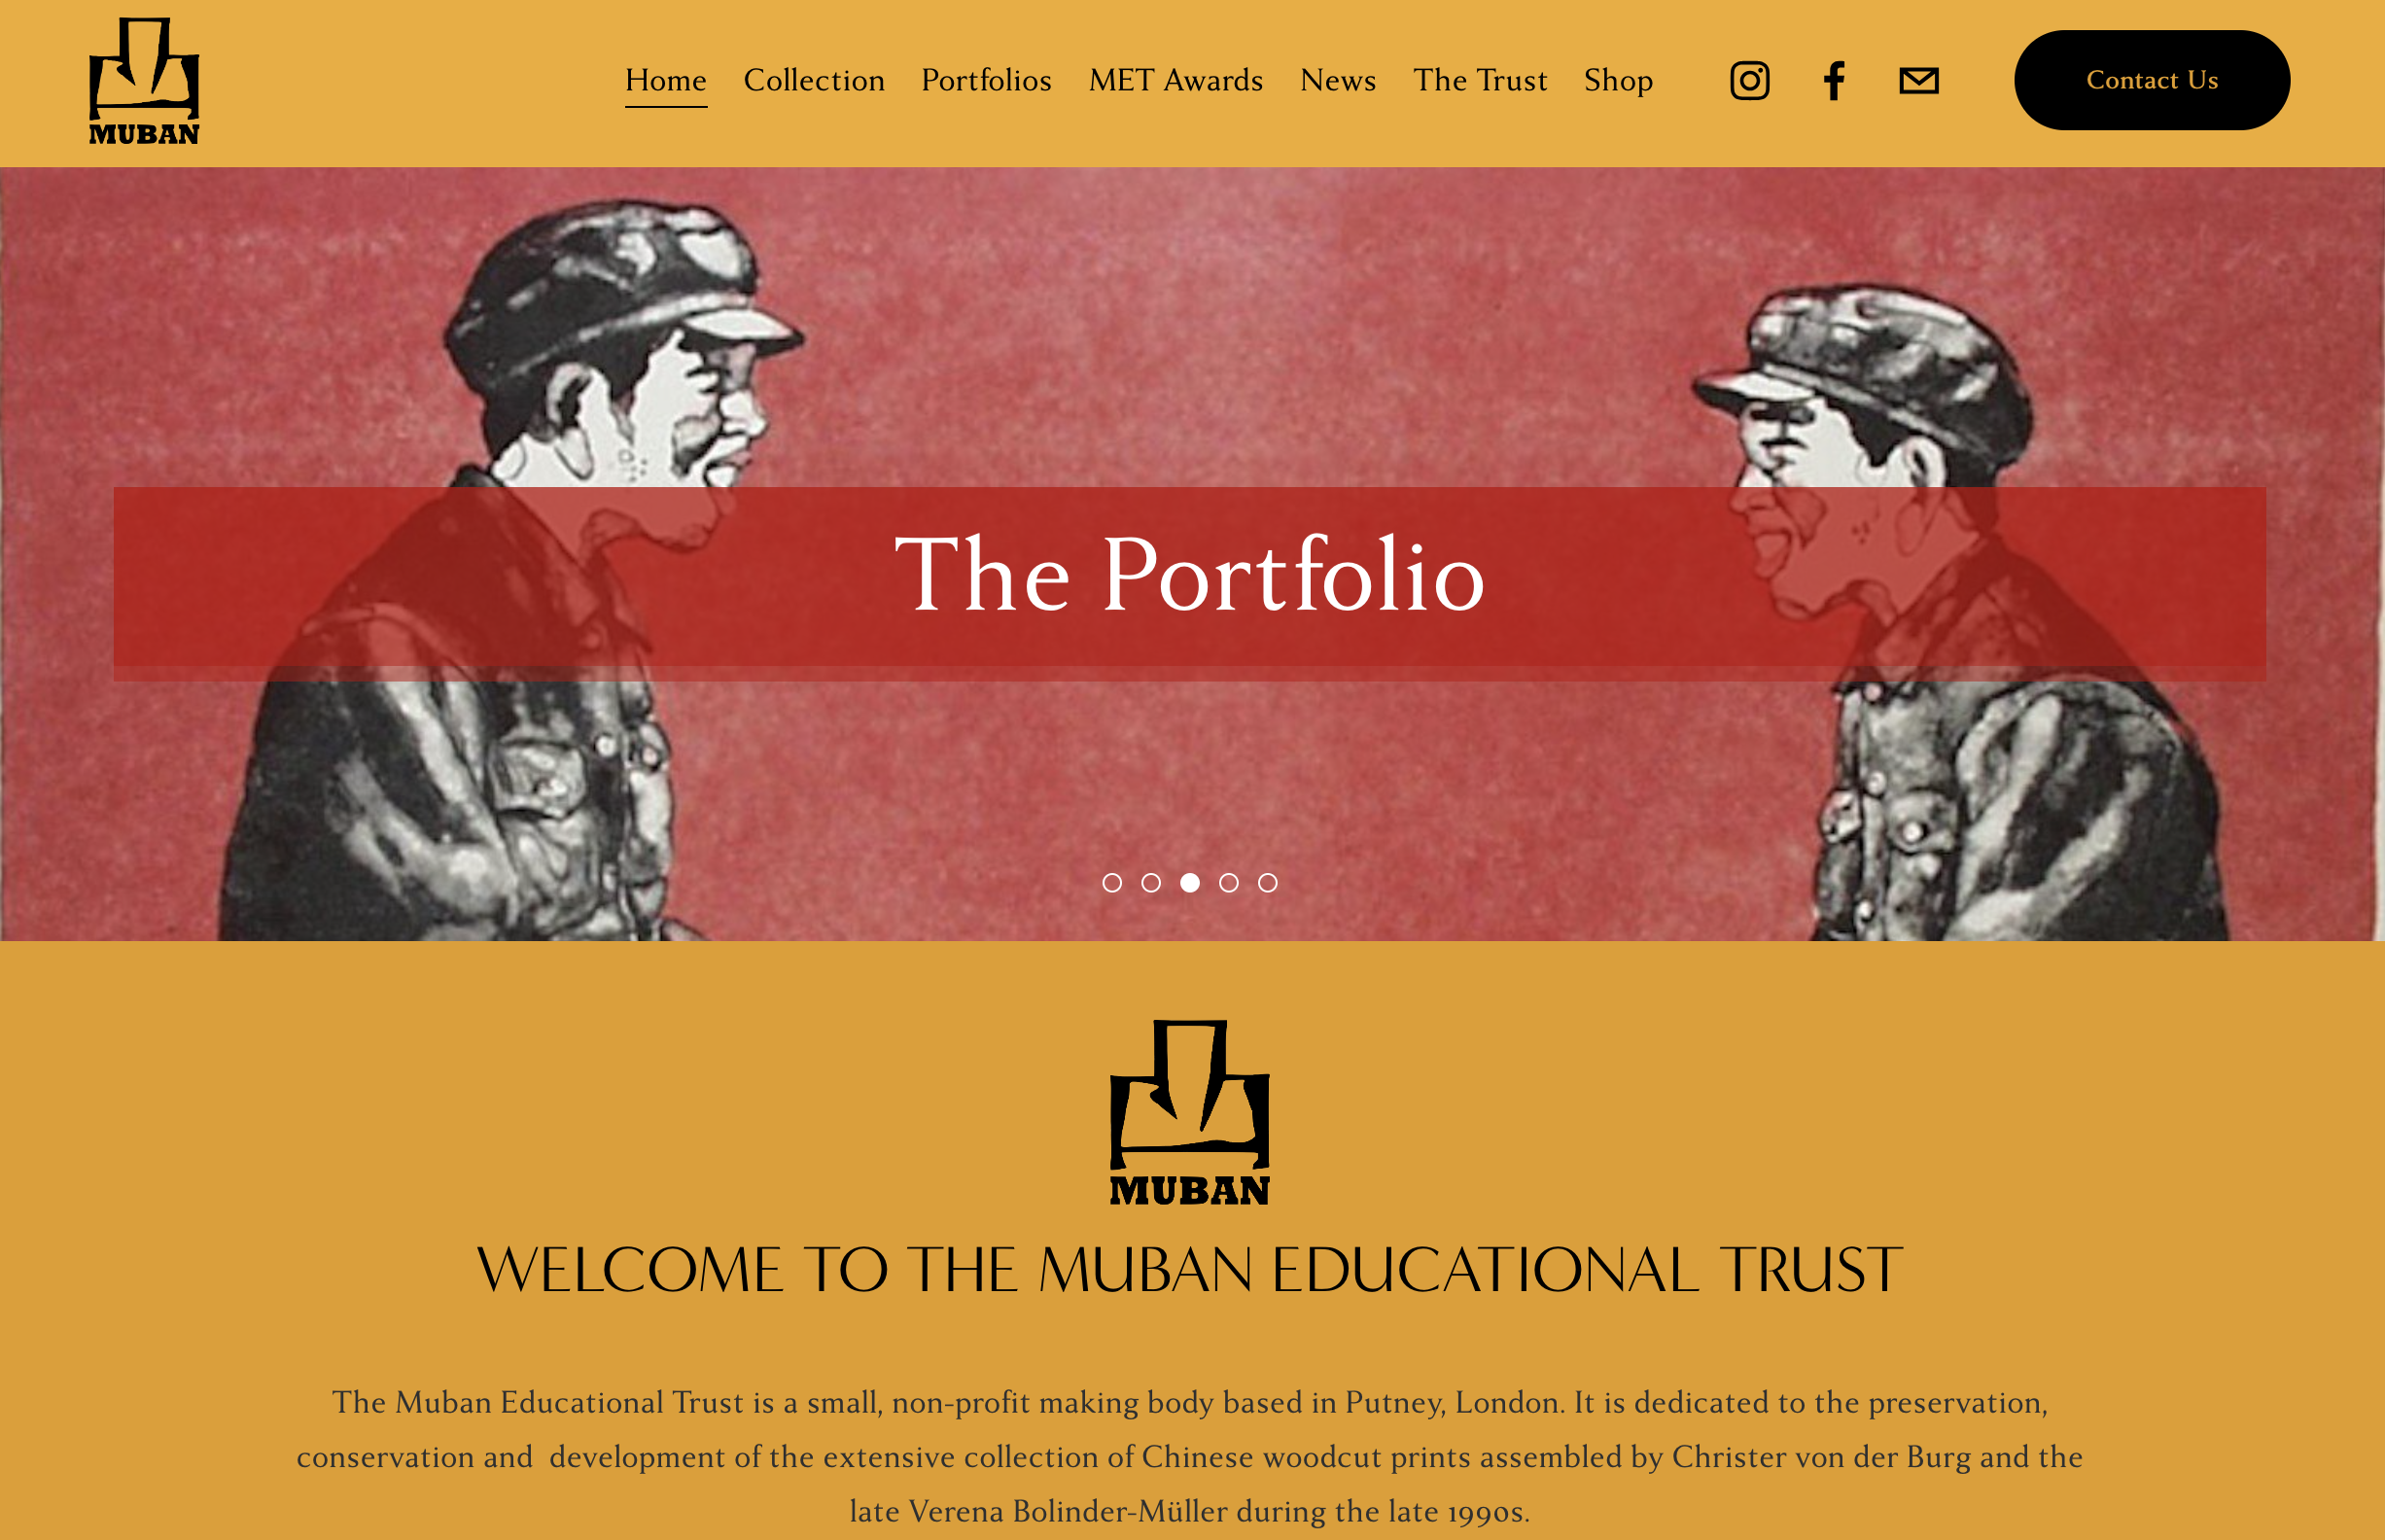 MUBAN
Home Collection Portfolios MET Awards News The Trust Shop Contact Us
The Portfolio
MUBAN
WELCOME TO THE MUBAN EDUCATIONAL TRUST
The Muban Educational Trust is a small, non-profit making body based in Putney, London. It is dedicated to the preservation,
conservation and  development of the extensive collection of Chinese woodcut prints assembled by Christer von der Burg and the
late Verena Bolinder-Müller during the late 1990s.